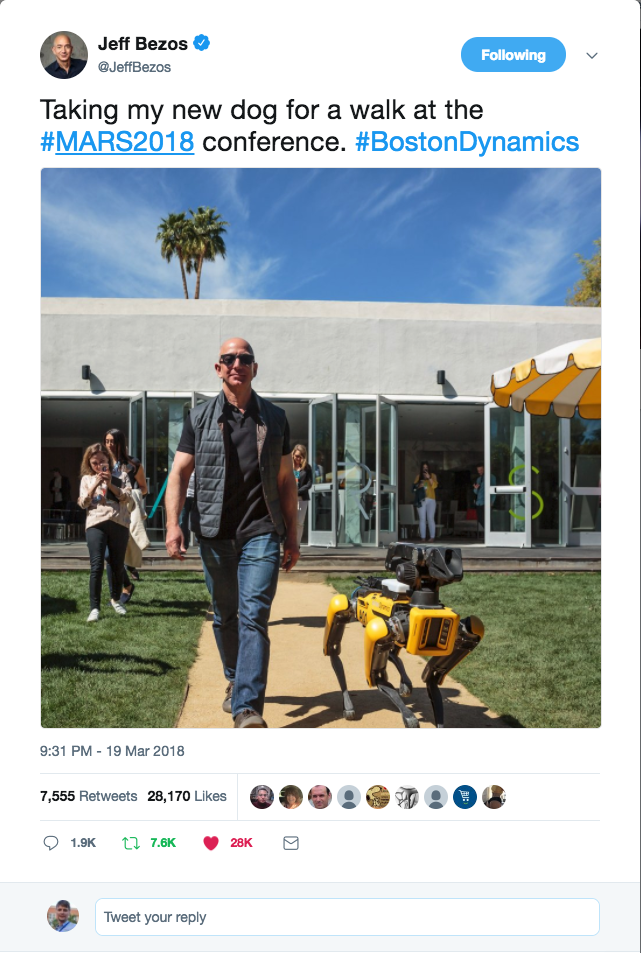 Jeff Bezos
@JeffBezos
Following
Taking my new dog for a walk at the
#MARS2018 conference. #BostonDynamics
9:31 PM - 19 Mar 2018
7,555 Retweets 28,170 Likes
1.9K 7.6K 28K
Tweet your reply